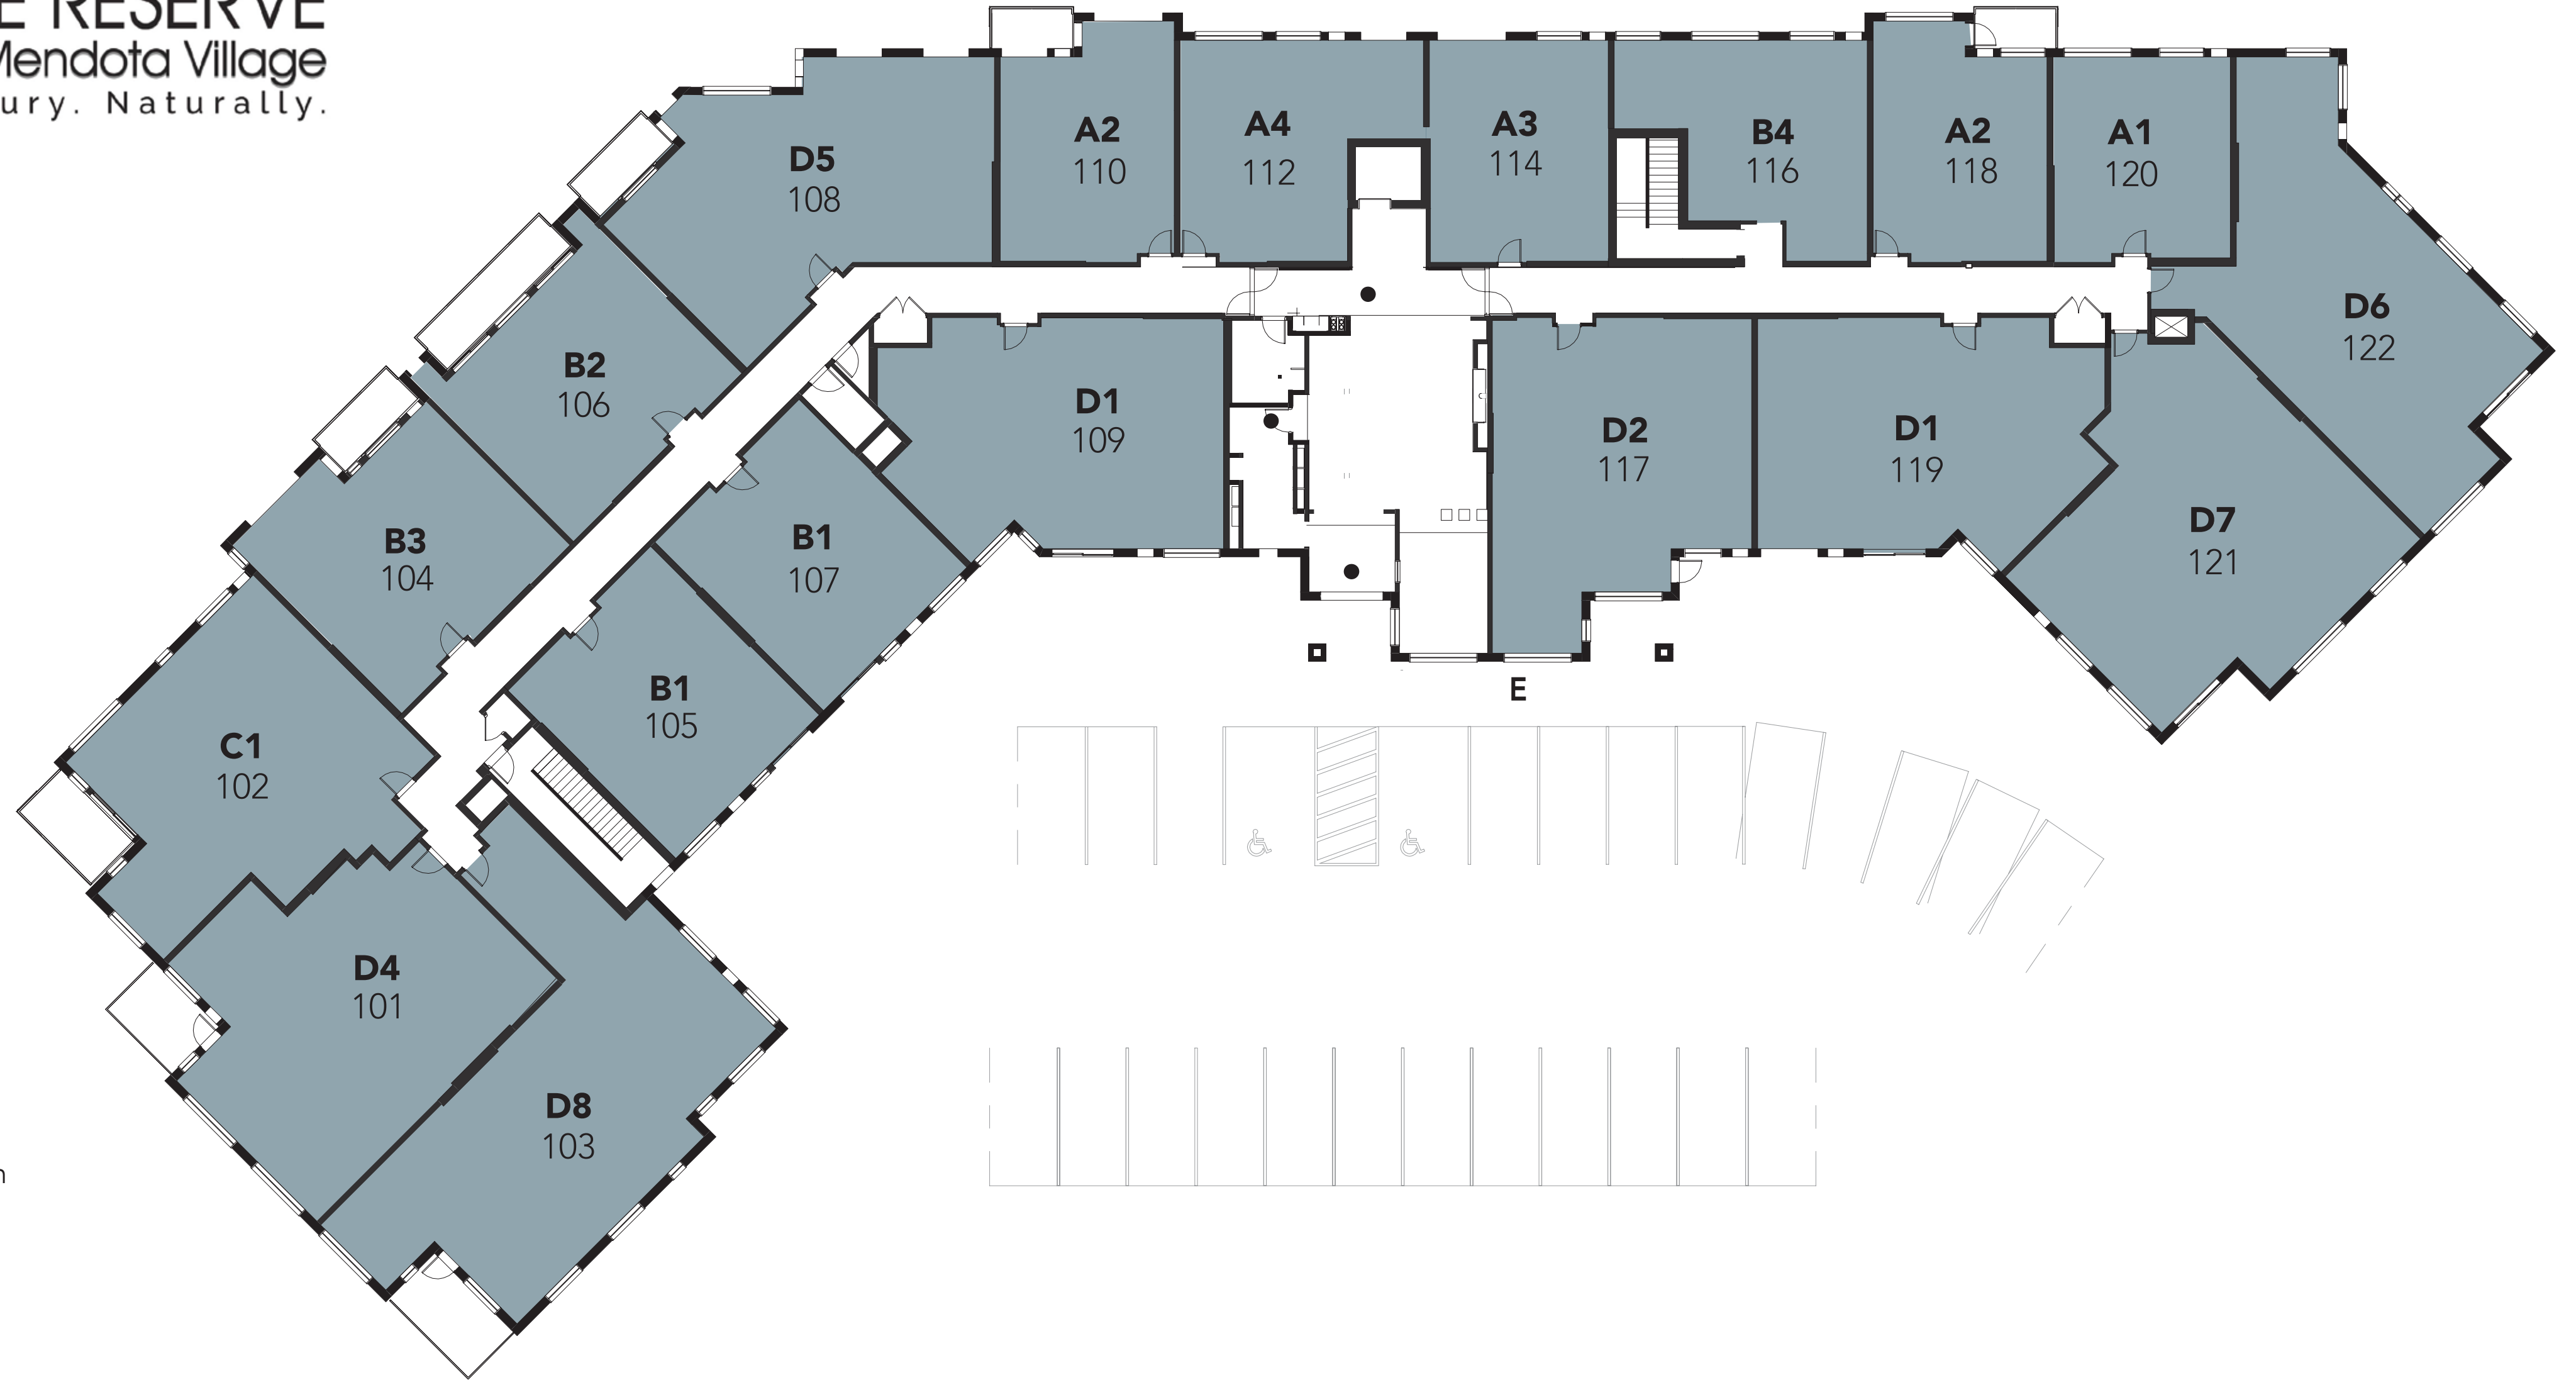 E RESERVE
Mendota Village
ury. Naturally.
D5
108
A2
110
A4
112
A3
114
B4
116
A2
118
A1
120
D6
122
B2
106
D1
109
D2
117
D1
119
D7
121
B3
104
B1
107
B1
105
E
C1
102
D4
101
D8
103
n